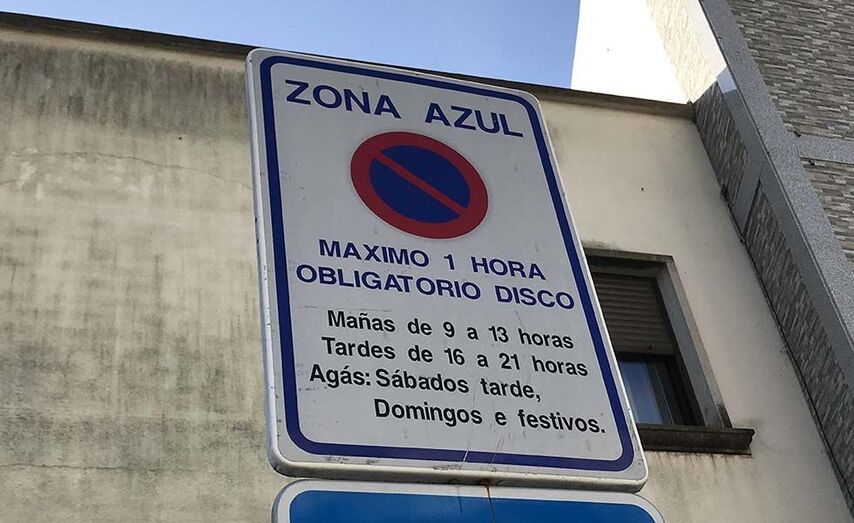 ZONA AZUL
MAXIMO 1 HORA
OBLIGATORIO DISCO
Mañas de 9 a 13 horas
Tardes de 16 a 21 horas
Agás: Sábados tarde,
Domingos e festivos.